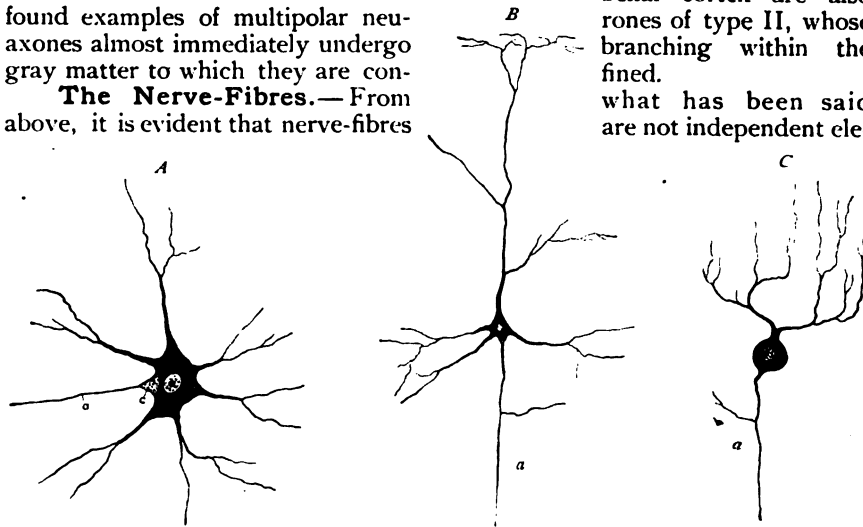 found examples of multipolar neu-
axones almost immediately undergo
gray matter to which they are con-
The Nerve-Fibres.—From
above, it is evident that nerve-fibres
rones of type II, whose
branching within the
fined.
what has been said
are not independent ele
A
B
C
a
c
a
a